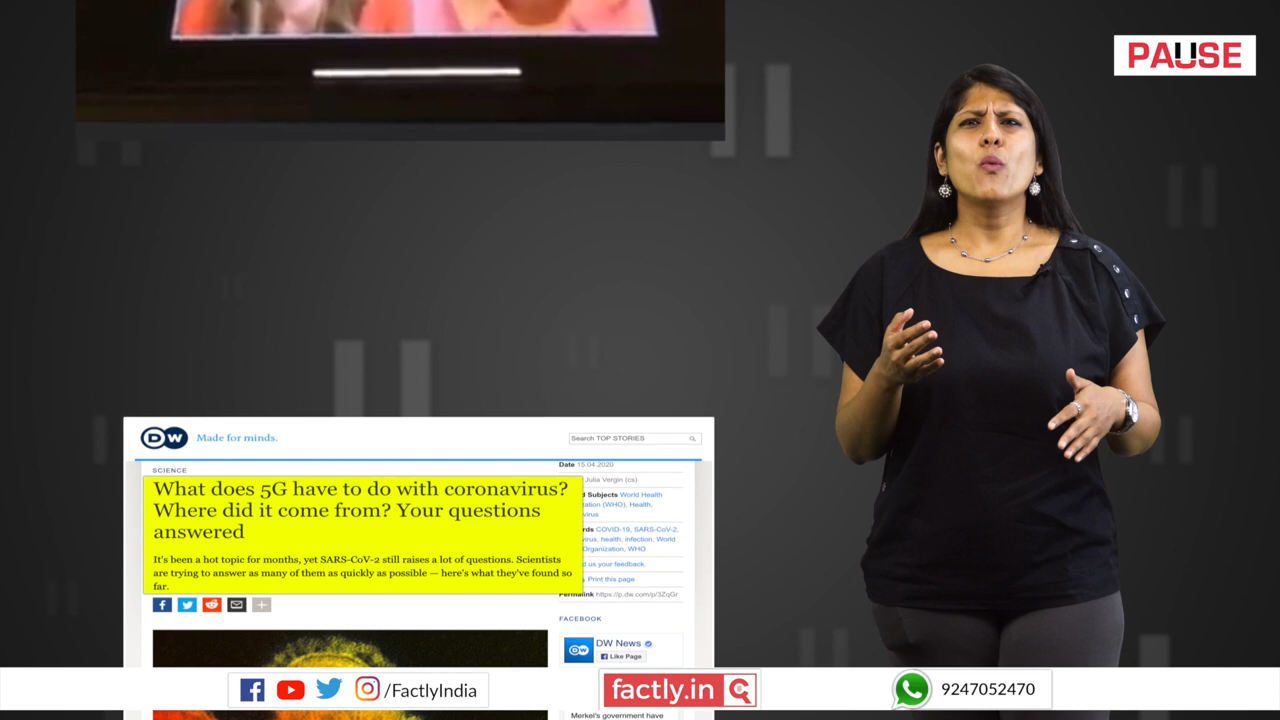 PAUSE
DW Made for minds.
Search TOP STORIES
SCIENCE
What does 5G have to do with coronavirus?
Where did it come from? Your questions
answered
It's been a hot topic for months, yet SARS-CoV-2 still raises a lot of questions. Scientists
are trying to answer as many of them as quickly as possible — here's what they've found so
far.
Date 15.04.2020
Julia Vergin (cs)
Subjects World Health
(WHO), Health,
COVID-19, SARS-CoV-2,
health, infection, World
Organization, WHO
us your feedback.
Print this page
Permalink https://p.dw.com/p/3ZqGr
FACEBOOK
DW DW News
Like Page
Merkel's government have
/FactlyIndia
factly.in
9247052470